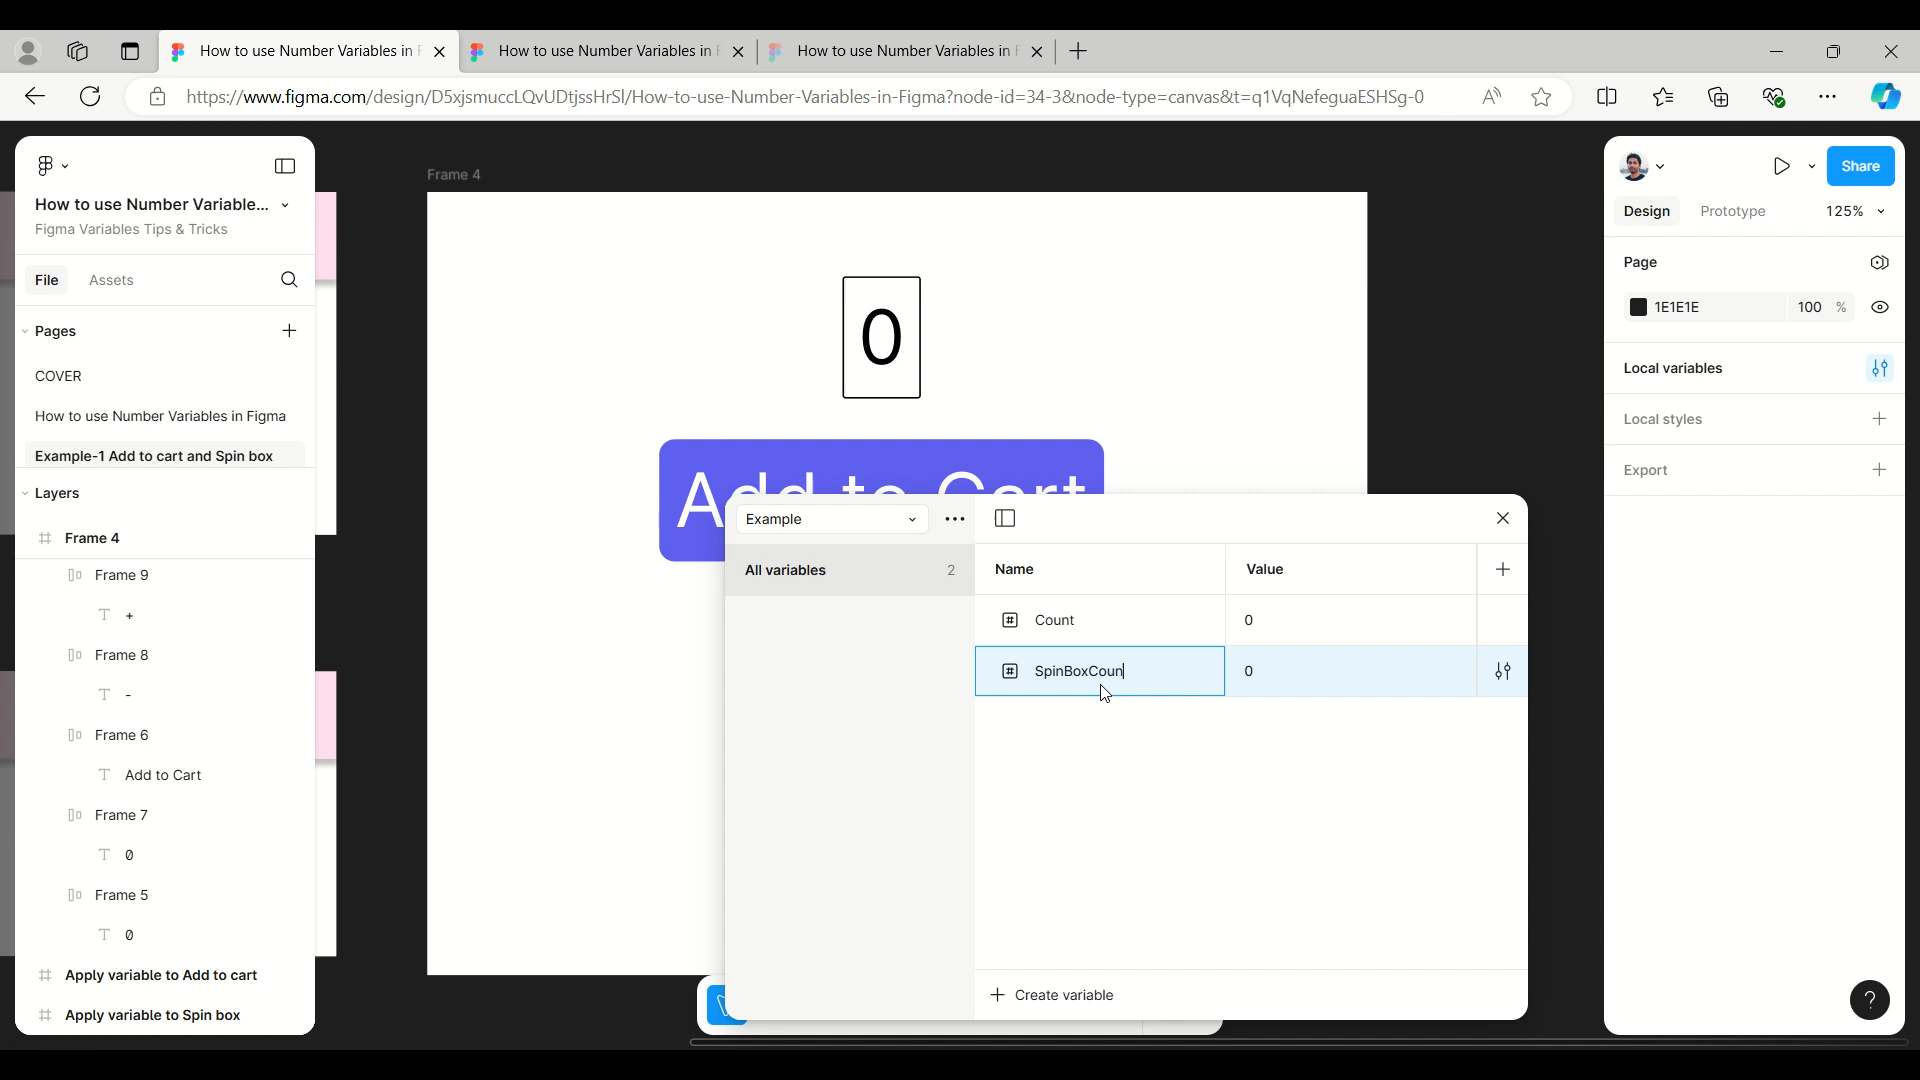 How to use Number Variables in F
How to use Number Variables in F
How to use Number Variables in F
https://www.figma.com/design/D5xjsmuccLQvUDtjssHrSl/How-to-use-Number-Variables-in-Figma?node-id=34-3&node-type=canvas&t=q1VqNefeguaESHSg-0
How to use Number Variable...
Figma Variables Tips & Tricks
File
Assets
Pages
COVER
How to use Number Variables in Figma
Example-1 Add to cart and Spin box
Layers
Frame 4
Frame 9
+
Frame 8
-
Frame 6
Add to Cart
Frame 7
0
Frame 5
0
Apply variable to Add to cart
Apply variable to Spin box
Frame 4
0
Add to Cart
Example
All variables
2
Name
Value
Count
0
SpinBoxCoun
0
Create variable
Share
Design
Prototype
125%
Page
1E1E1E
100 %
Local variables
Local styles
Export
?